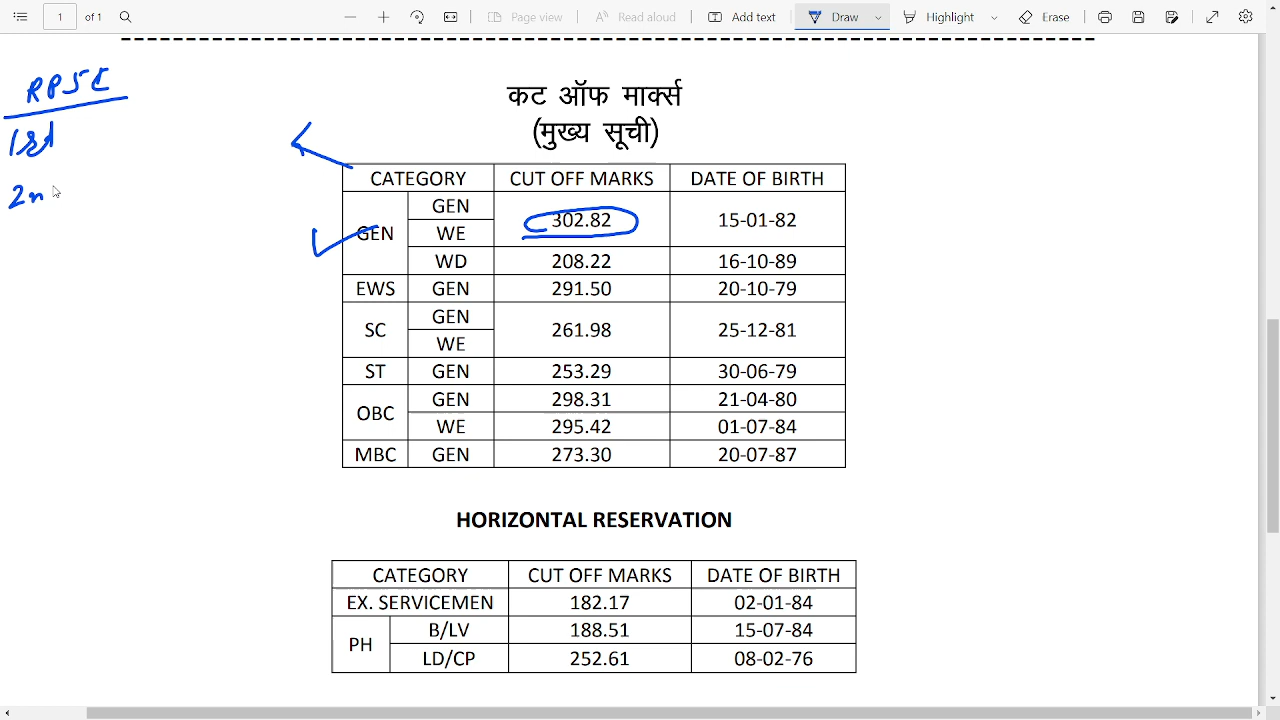 1 of 1 Page view Read aloud Add text Draw Highlight Erase
RPSC
1st
2n
कट ऑफ मार्क्स
(मुख्य सूची)
CATEGORY CUT OFF MARKS DATE OF BIRTH
GEN GEN 302.82 15-01-82
WE
WD 208.22 16-10-89
EWS GEN 291.50 20-10-79
SC GEN 261.98 25-12-81
WE
ST GEN 253.29 30-06-79
OBC GEN 298.31 21-04-80
WE 295.42 01-07-84
MBC GEN 273.30 20-07-87
HORIZONTAL RESERVATION
CATEGORY CUT OFF MARKS DATE OF BIRTH
EX. SERVICEMEN 182.17 02-01-84
PH B/LV 188.51 15-07-84
LD/CP 252.61 08-02-76